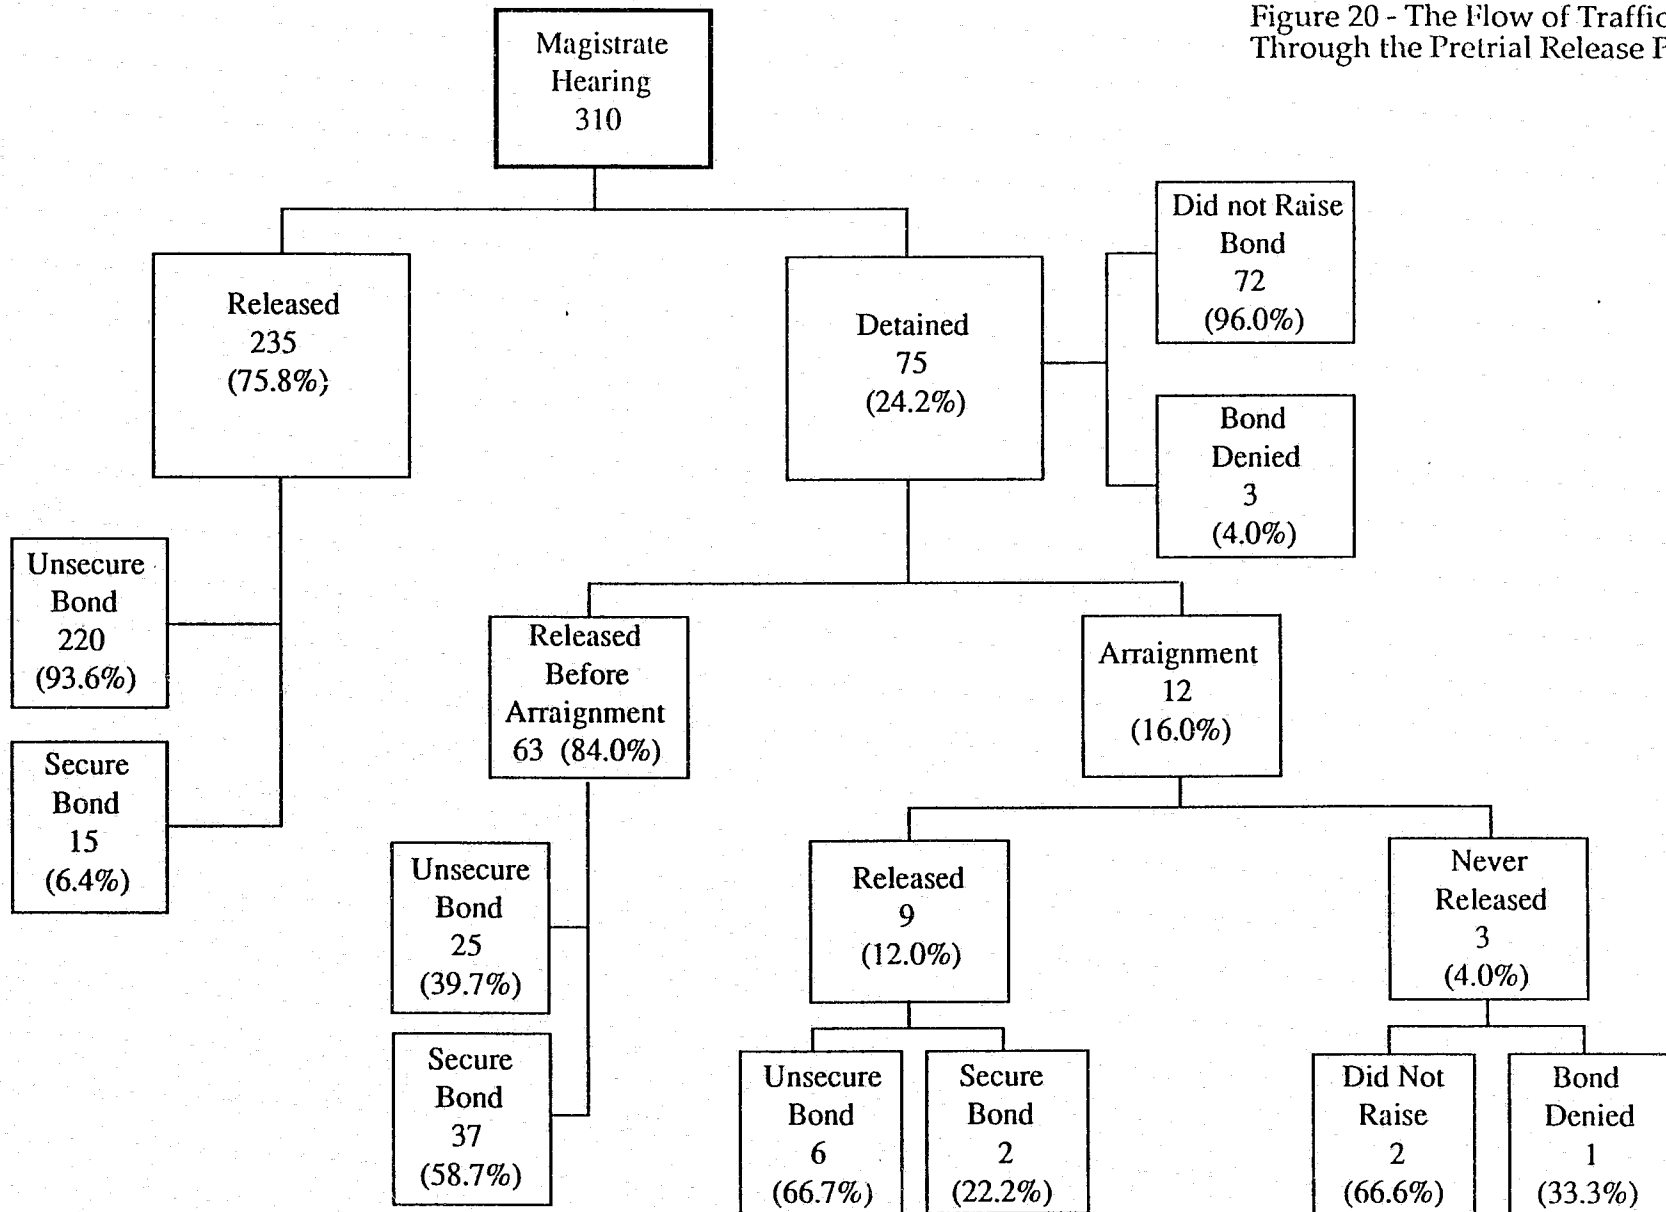 Figure 20 - The Flow of Traffic
Through the Pretrial Release
Magistrate
Hearing
310
Released
235
(75.8%)
Detained
75
(24.2%)
Did not Raise
Bond
72
(96.0%)
Bond
Denied
3
(4.0%)
Unsecure
Bond
220
(93.6%)
Secure
Bond
15
(6.4%)
Released
Before
Arraignment
63 (84.0%)
Arraignment
12
(16.0%)
Unsecure
Bond
25
(39.7%)
Secure
Bond
37
(58.7%)
Released
9
(12.0%)
Never
Released
3
(4.0%)
Unsecure
Bond
6
(66.7%)
Secure
Bond
2
(22.2%)
Did Not
Raise
2
(66.6%)
Bond
Denied
1
(33.3%)